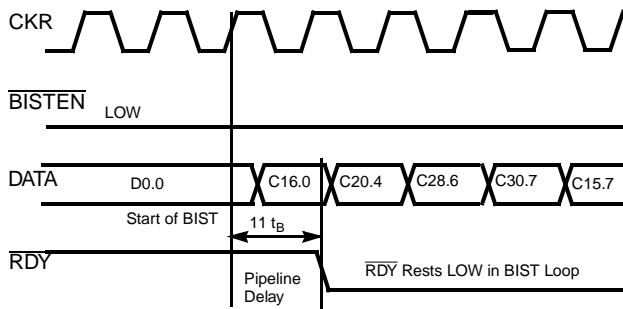 CKR
BISTEN
LOW
DATA
D0.0
C16.0
C20.4
C28.6
C30.7
C15.7
Start of BIST
11 tB
RDY
Pipeline
Delay
RDY Rests LOW in BIST Loop